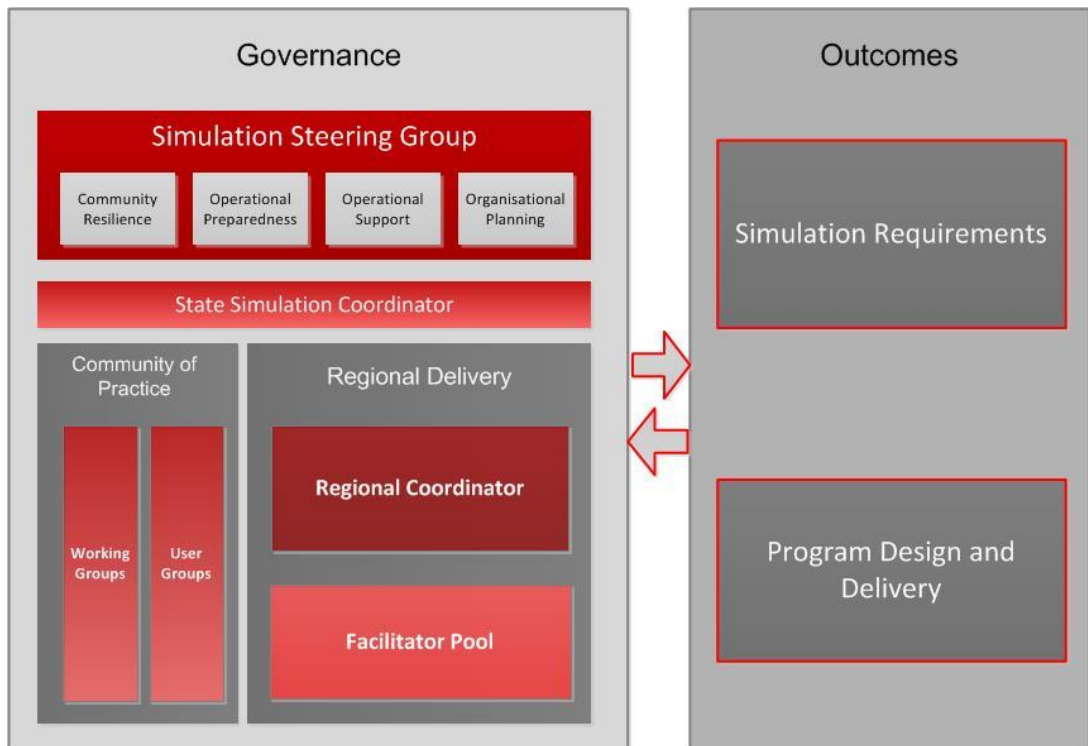 Governance
Simulation Steering Group
Community
Resilience
Operational
Preparedness
Operational
Support
Organisational
Planning
State Simulation Coordinator
Community of
Practice
Working
Groups
User
Groups
Regional Delivery
Regional Coordinator
Facilitator Pool
Outcomes
Simulation Requirements
Program Design and
Delivery